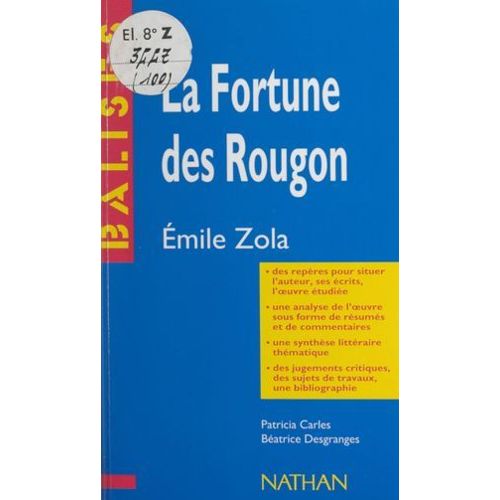 El. 8° Z
3447
(100)
BALISES
La Fortune
des Rougon
Émile Zola
• des repères pour situer
l'auteur, ses écrits,
l'œuvre étudiée
• une analyse de l'œuvre
sous forme de résumés
et de commentaires
• une synthèse littéraire
thématique
• des jugements critiques,
des sujets de travaux,
une bibliographie
Patricia Carles
Béatrice Desgranges
NATHAN